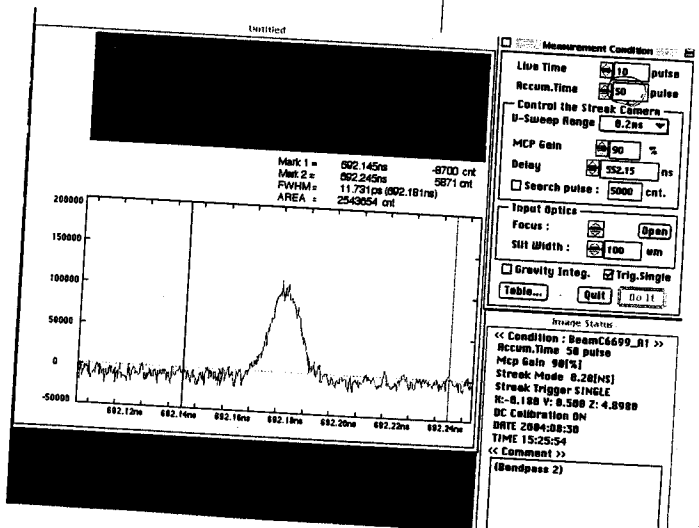 Untitled
Mark 1 = 692.145ns -8700 cnt
Mark 2 = 692.245ns 5871 cnt
FWHM = 11.731ps (692.181ns)
AREA = 2543654 cnt
200000
150000
100000
50000
0
-50000
692.12ns 692.14ns 692.16ns 692.18ns 692.20ns 692.22ns 692.24ns
Measurement Condition
Live Time 10 pulse
Accum.Time 50 pulse
Control the Streak Camera
V-Sweep Range 0.2ns
MCP Gain 90 %
Delay 552.15 ns
Search pulse : 5000 cnt.
Input Optics
Focus : Open
Slit Width : 100 um
Gravity Integ. Trig.Single
Table... Quit Do It
Image Status
<< Condition : BeamC6699_A1 >>
Accum.Time 50 pulse
Mcp Gain 90[%]
Streak Mode 0.20[NS]
Streak Trigger SINGLE
X:-0.180 Y: 0.500 Z: 4.8980
DC Calibration ON
DATE 2004:08:30
TIME 15:25:54
<< Comment >>
(Bandpass 2)